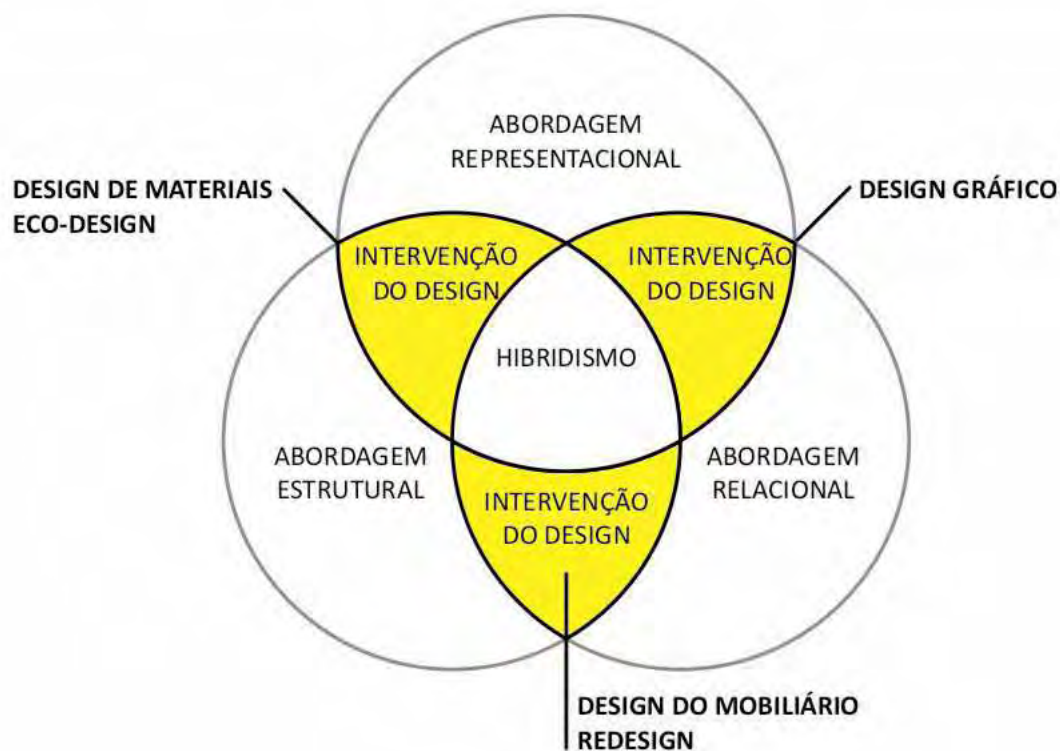 ABORDAGEM
REPRESENTACIONAL
DESIGN DE MATERIAIS
ECO-DESIGN
DESIGN GRÁFICO
INTERVENÇÃO
DO DESIGN
INTERVENÇÃO
DO DESIGN
HIBRIDISMO
ABORDAGEM
ESTRUTURAL
ABORDAGEM
RELACIONAL
INTERVENÇÃO
DO DESIGN
DESIGN DO MOBILIÁRIO
REDESIGN